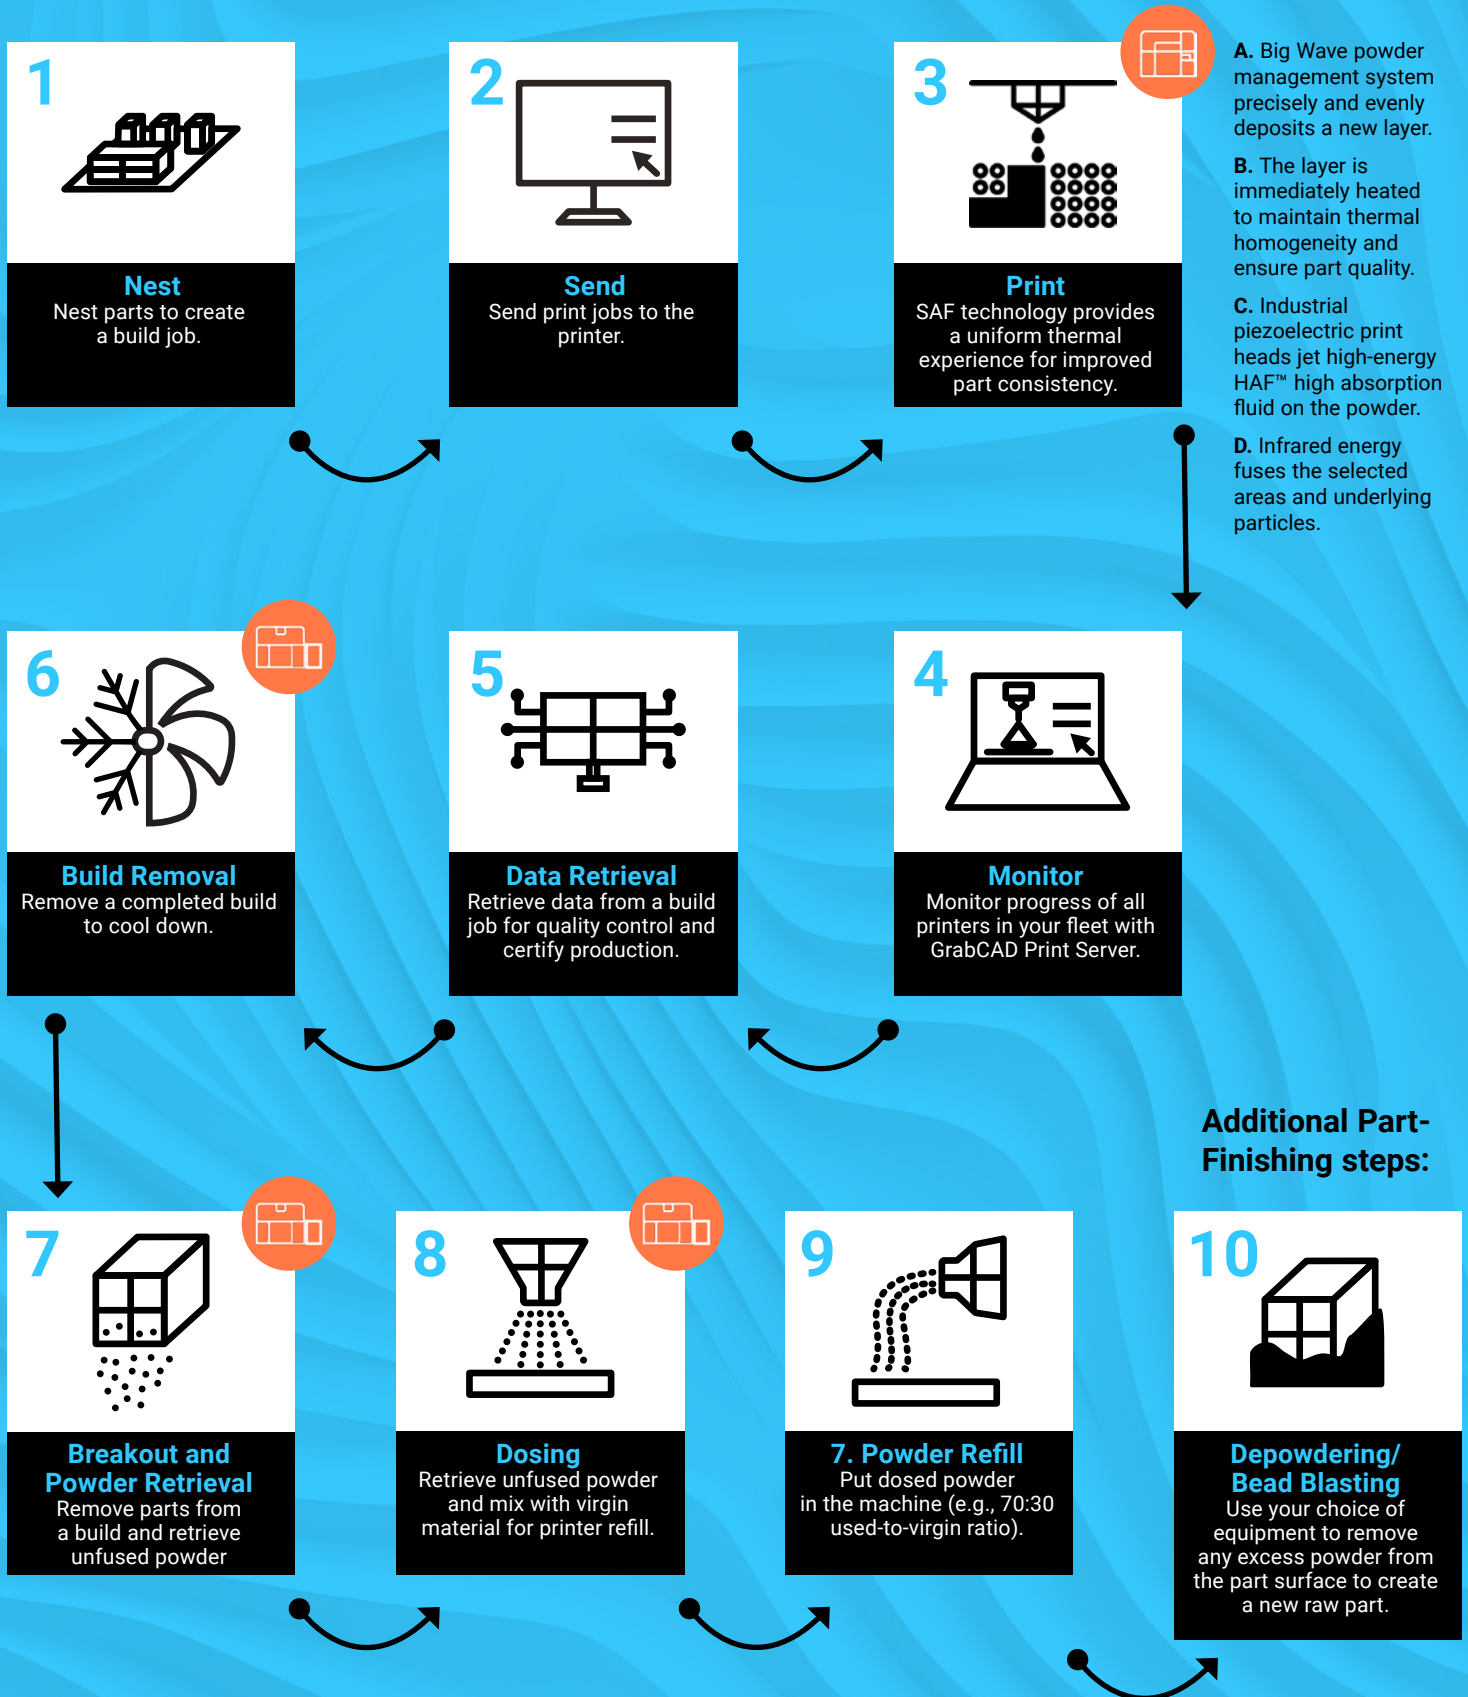 1
Nest
Nest parts to create
a build job.
2
Send
Send print jobs to the
printer.
3
Print
SAF technology provides
a uniform thermal
experience for improved
part consistency.
A. Big Wave powder
management system
precisely and evenly
deposits a new layer.
B. The layer is
immediately heated
to maintain thermal
homogeneity and
ensure part quality.
C. Industrial
piezoelectric print
heads jet high-energy
HAF™ high absorption
fluid on the powder.
D. Infrared energy
fuses the selected
areas and underlying
particles.
4
Monitor
Monitor progress of all
printers in your fleet with
GrabCAD Print Server.
5
Data Retrieval
Retrieve data from a build
job for quality control and
certify production.
6
Build Removal
Remove a completed build
to cool down.
7
Breakout and
Powder Retrieval
Remove parts from
a build and retrieve
unfused powder
8
Dosing
Retrieve unfused powder
and mix with virgin
material for printer refill.
9
7. Powder Refill
Put dosed powder
in the machine (e.g., 70:30
used-to-virgin ratio).
Additional Part-
Finishing steps:
10
Depowdering/
Bead Blasting
Use your choice of
equipment to remove
any excess powder from
the part surface to create
a new raw part.